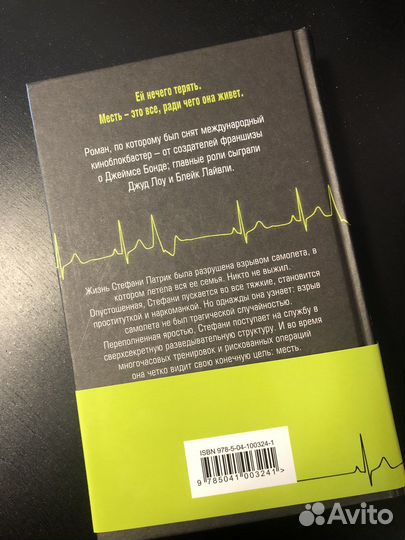 Ей нечего терять.
Месть – это все, ради чего она живет.
Роман, по которому был снят международный
киноблокбастер – от создателей франшизы
о Джеймсе Бонде; главные роли сыграли
Джуд Лоу и Блейк Лайвли.
Жизнь Стефани Патрик была разрушена взрывом самолета, в
котором летела вся ее семья. Никто не выжил.
Опустошенная, Стефани пускается во все тяжкие, становится
проституткой и наркоманкой. Но однажды она узнает: взрыв
самолета не был трагической случайностью.
Переполненная яростью, Стефани поступает на службу в
сверхсекретную разведывательную структуру. И во время
многочасовых тренировок и рискованных операций
она четко видит свою конечную цель: месть.
ISBN 978-5-04-100324-1
9 785041 003241 >
Avito